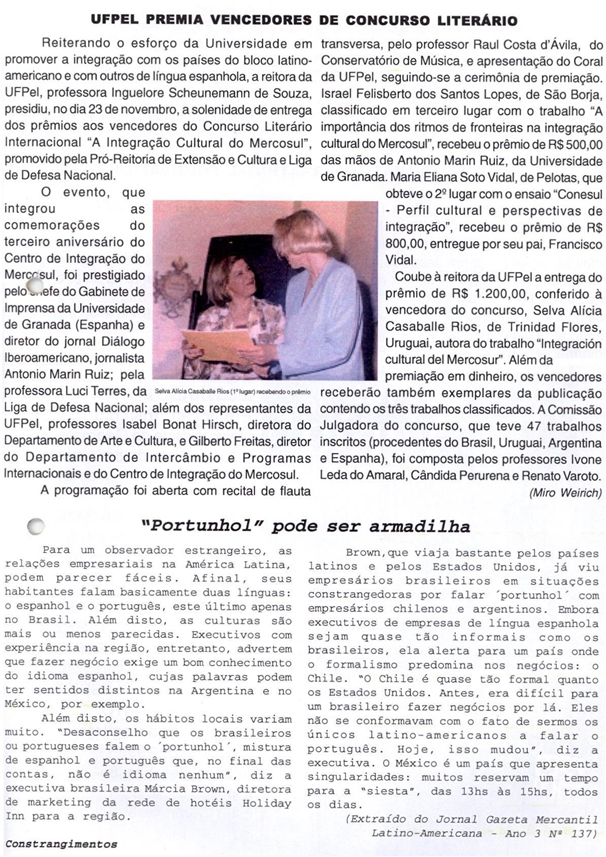 UFPEL PREMIA VENCEDORES DE CONCURSO LITERÁRIO
Reiterando o esforço da Universidade em
promover a integração com os países do bloco latino-
americano e com outros de língua espanhola, a reitora da
UFPel, professora Inguelore Scheunemann de Souza,
presidiu, no dia 23 de novembro, a solenidade de entrega
dos prêmios aos vencedores do Concurso Literário
Internacional “A Integração Cultural do Mercosul”,
promovido pela Pró-Reitoria de Extensão e Cultura e Liga
de Defesa Nacional.
O evento, que
integrou as
comemorações do
terceiro aniversário do
Centro de Integração do
Mercosul, foi prestigiado
pelo chefe do Gabinete de
Imprensa da Universidade
de Granada (Espanha) e
diretor do jornal Diálogo
Iberoamericano, jornalista
Antonio Marin Ruiz; pela
professora Luci Terres, da
Liga de Defesa Nacional; além dos representantes da
UFPel, professores Isabel Bonat Hirsch, diretora do
Departamento de Arte e Cultura, e Gilberto Freitas, diretor
do Departamento de Intercâmbio e Programas
Internacionais e do Centro de Integração do Mercosul.
A programação foi aberta com recital de flauta
Selva Alícia Casaballe Rios (1º lugar) recebendo o prêmio
transversa, pelo professor Raul Costa d'Ávila, do
Conservatório de Música, e apresentação do Coral
da UFPel, seguindo-se a cerimônia de premiação.
Israel Felisberto dos Santos Lopes, de São Borja,
classificado em terceiro lugar com o trabalho “A
importância dos ritmos de fronteiras na integração
cultural do Mercosul”, recebeu o prêmio de R$ 500,00
das mãos de Antonio Marin Ruiz, da Universidade
de Granada. Maria Eliana Soto Vidal, de Pelotas, que
obteve o 2º lugar com o ensaio “Conesul
- Perfil cultural e perspectivas de
integração”, recebeu o prêmio de R$
800,00, entregue por seu pai, Francisco
Vidal.
Coube à reitora da UFPel a entrega do
prêmio de R$ 1.200,00, conferido à
vencedora do concurso, Selva Alícia
Casaballe Rios, de Trinidad Flores,
Uruguai, autora do trabalho “Integración
cultural del Mercosur”. Além da
premiação em dinheiro, os vencedores
receberão também exemplares da publicação
contendo os três trabalhos classificados. A Comissão
Julgadora do concurso, que teve 47 trabalhos
inscritos (procedentes do Brasil, Uruguai, Argentina
e Espanha), foi composta pelos professores Ivone
Leda do Amaral, Cândida Perurena e Renato Varoto.
(Miro Weirich)
“Portunhol” pode ser armadilha
Para um observador estrangeiro, as
relações empresariais na América Latina,
podem parecer fáceis. Afinal, seus
habitantes falam basicamente duas línguas:
o espanhol e o português, este último apenas
no Brasil. Além disto, as culturas são
mais ou menos parecidas. Executivos com
experiência na região, entretanto, advertem
que fazer negócio exige um bom conhecimento
do idioma espanhol, cujas palavras podem
ter sentidos distintos na Argentina e no
México, por exemplo.
Além disto, os hábitos locais variam
muito. “Desaconselho que os brasileiros
ou portugueses falem o ´portunhol´, mistura
de espanhol e português que, no final das
contas, não é idioma nenhum”, diz a
executiva brasileira Márcia Brown, diretora
de marketing da rede de hotéis Holiday
Inn para a região.
Constrangimentos
Brown,que viaja bastante pelos países
latinos e pelos Estados Unidos, já viu
empresários brasileiros em situações
constrangedoras por falar ´portunhol´ com
empresários chilenos e argentinos. Embora
executivos de empresas de língua espanhola
sejam quase tão informais como os
brasileiros, ela alerta para um país onde
o formalismo predomina nos negócios: o
Chile. “O Chile é quase tão formal quanto
os Estados Unidos. Antes, era difícil para
um brasileiro fazer negócios por lá. Eles
não se conformavam com o fato de sermos os
únicos latino-americanos a falar o
português. Hoje, isso mudou”, diz a
executiva. O México é um país que apresenta
singularidades: muitos reservam um tempo
para a “siesta”, das 13hs às 15hs, todos
os dias.
(Extraído do Jornal Gazeta Mercantil
Latino-Americana - Ano 3 Nº 137)